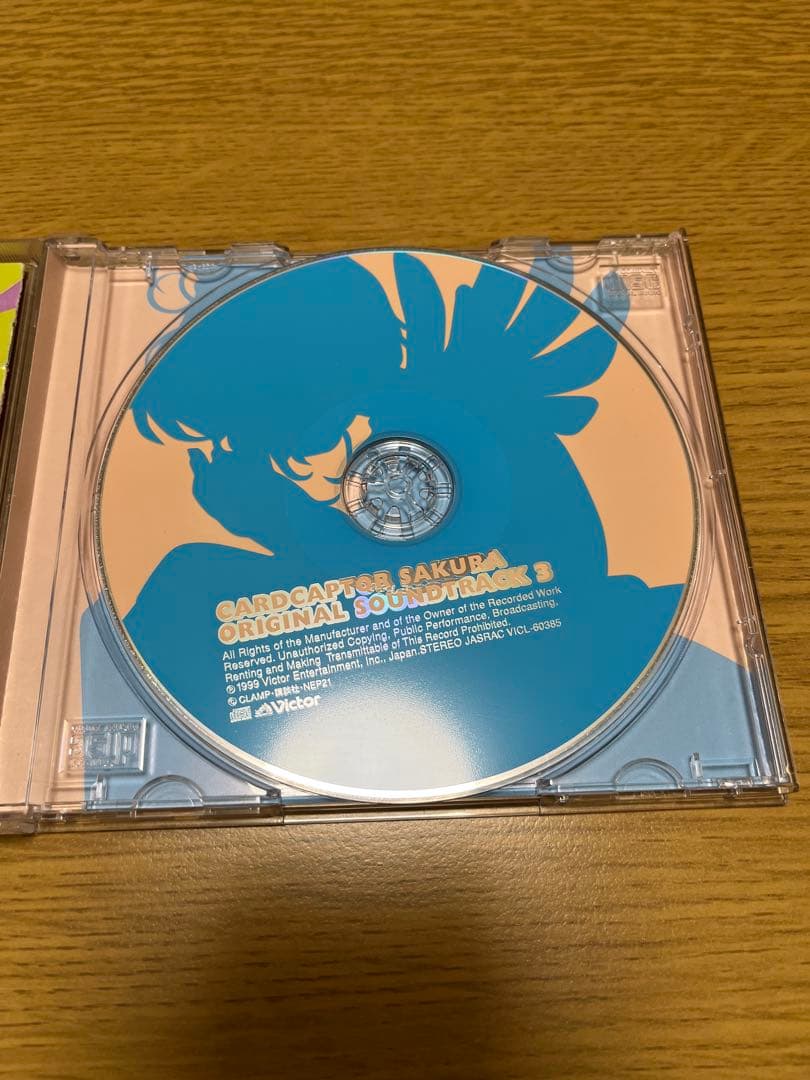 CARDCAPTOR SAKURA
ORIGINAL SOUNDTRACK 3
All Rights of the Manufacturer and of the Owner of the Recorded Work
Reserved. Unauthorized Copying, Public Performance, Broadcasting,
Renting and Making Transmittable of This Record Prohibited.
℗1999 Victor Entertainment, Inc., Japan.STEREO JASRAC VICL-60385
©CLAMP・講談社・NEP21
Victor